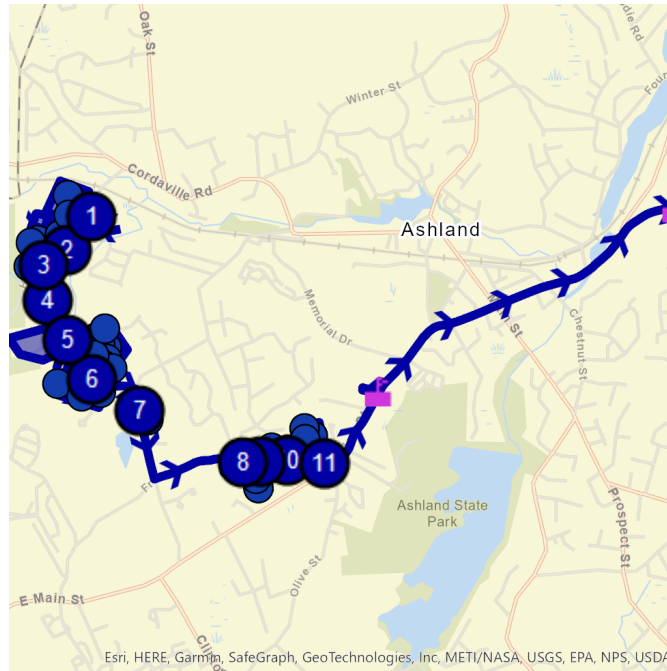 Oak St
Winter St
Cordaville Rd
Ashland
1
2
3
4
5
6
7
8
0
11
Memorial Dr
Main St
Chestnut St
Ashland State
Park
Prospect St
Olive St
E Main St
Esri, HERE, Garmin, SafeGraph, GeoTechnologies, Inc, METI/NASA, USGS, EPA, NPS, USDA